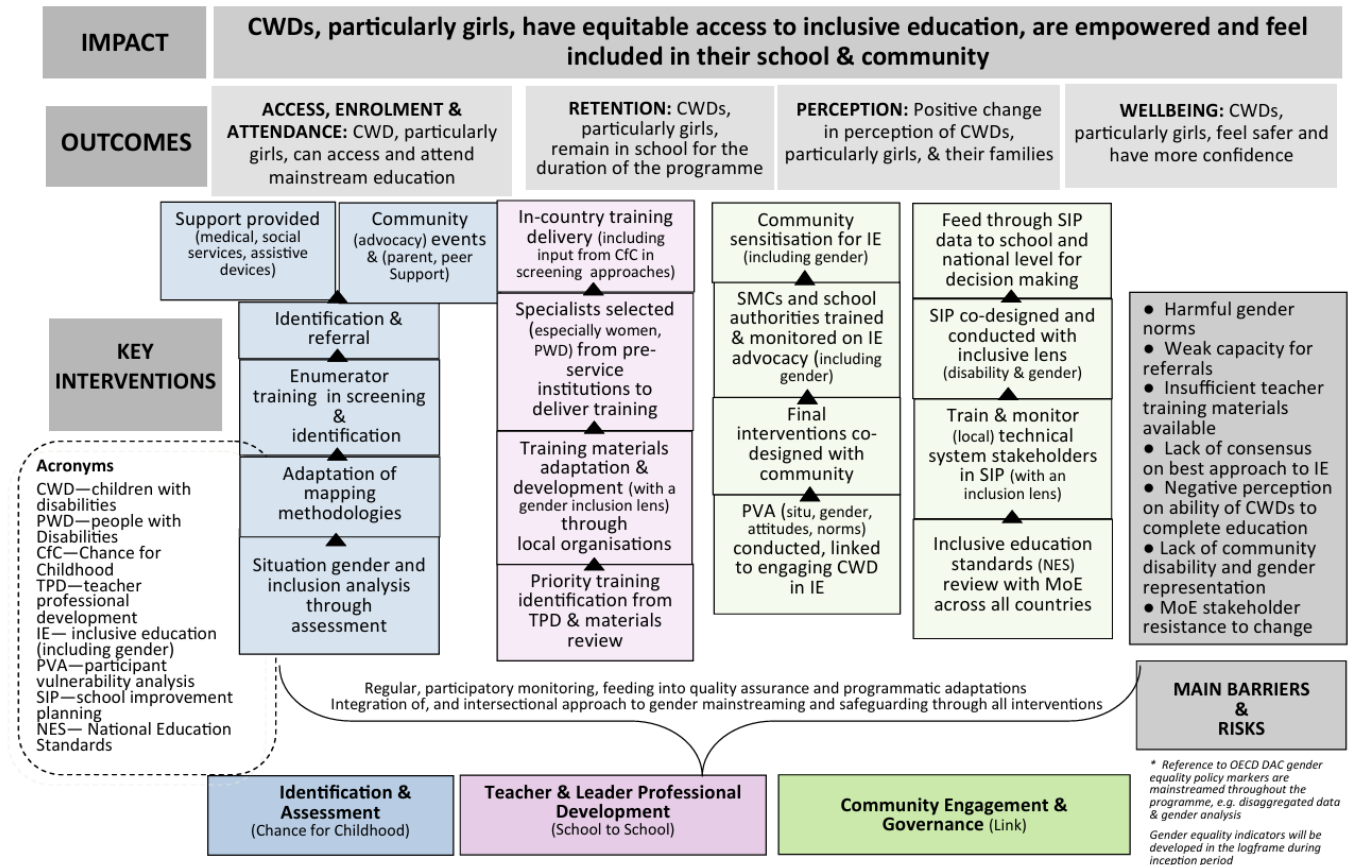 IMPACT
CWDs, particularly girls, have equitable access to inclusive education, are empowered and feel
included in their school & community
OUTCOMES
ACCESS, ENROLMENT &
ATTENDANCE: CWD, particularly
girls, can access and attend
mainstream education
RETENTION: CWDs,
particularly girls,
remain in school for the
duration of the programme
PERCEPTION: Positive change
in perception of CWDs,
particularly girls, & their families
WELLBEING: CWDs,
particularly girls, feel safer and
have more confidence
KEY
INTERVENTIONS
Support provided
(medical, social
services, assistive
devices)
Community
(advocacy) events
& (parent, peer
Support)
Identification &
referral
Enumerator
training in screening
&
identification
Adaptation of
mapping
methodologies
Situation gender and
inclusion analysis
through
assessment
In-country training
delivery (including
input from CfC in
screening approaches)
Specialists selected
(especially women,
PWD) from pre-
service
institutions to
deliver training
Training materials
adaptation &
development (with a
gender inclusion lens)
through
local organisations
Priority training
identification from
TPD & materials
review
Community
sensitisation for IE
(including gender)
SMCs and school
authorities trained
& monitored on IE
advocacy (including
gender)
Final
interventions co-
designed with
community
PVA (situ, gender,
attitudes, norms)
conducted, linked
to engaging CWD
in IE
Feed through SIP
data to school and
national level for
decision making
SIP co-designed and
conducted with
inclusive lens
(disability & gender)
Train & monitor
(local) technical
system stakeholders
in SIP (with an
inclusion lens)
Inclusive education
standards (NES)
review with MoE
across all countries
● Harmful gender
norms
● Weak capacity for
referrals
● Insufficient teacher
training materials
available
● Lack of consensus
on best approach to IE
● Negative perception
on ability of CWDs to
complete education
● Lack of community
disability and gender
representation
● MoE stakeholder
resistance to change
MAIN BARRIERS
&
RISKS
Acronyms
CWD—children with
disabilities
PWD—people with
Disabilities
CfC—Chance for
Childhood
TPD—teacher
professional
development
IE— inclusive education
(including gender)
PVA—participant
vulnerability analysis
SIP—school improvement
planning
NES— National Education
Standards
Regular, participatory monitoring, feeding into quality assurance and programmatic adaptations
Integration of, and intersectional approach to gender mainstreaming and safeguarding through all interventions
Identification &
Assessment
(Chance for Childhood)
Teacher & Leader Professional
Development
(School to School)
Community Engagement &
Governance (Link)
* Reference to OECD DAC gender
equality policy markers are
mainstreamed throughout the
programme, e.g. disaggregated data
& gender analysis
Gender equality indicators will be
developed in the logframe during
inception period